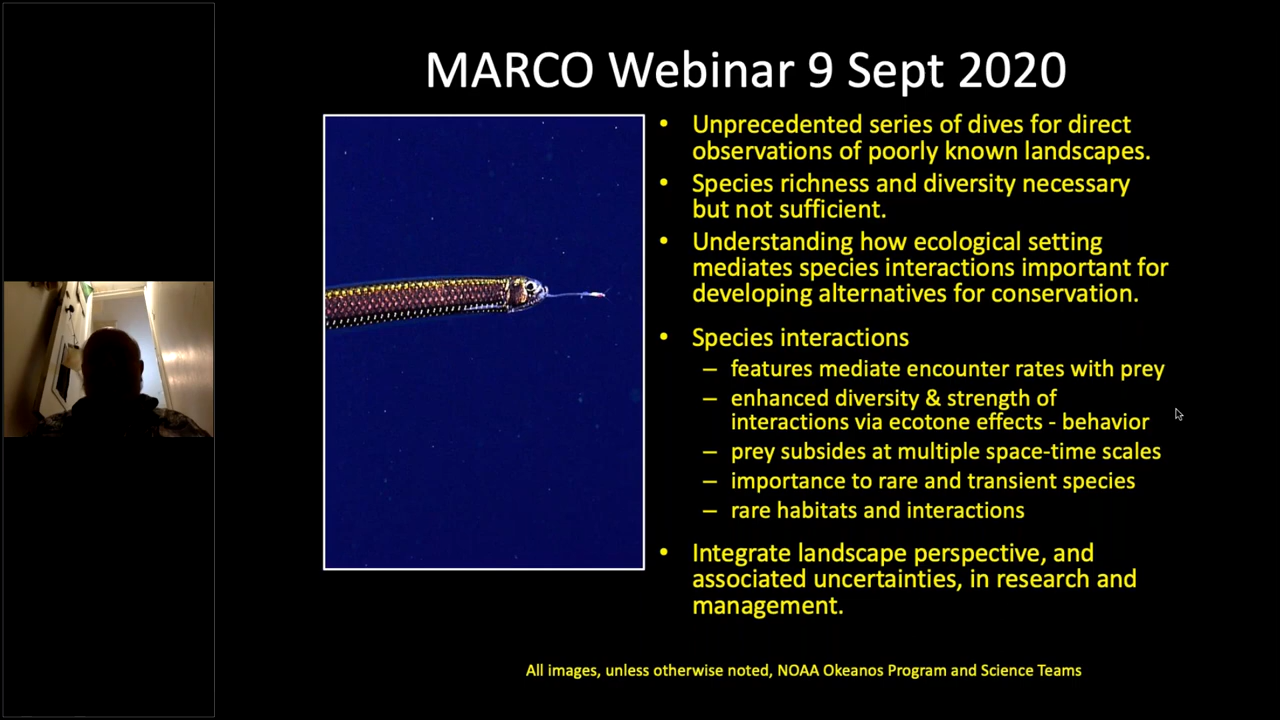 MARCO Webinar 9 Sept 2020
• Unprecedented series of dives for direct
observations of poorly known landscapes.
• Species richness and diversity necessary
but not sufficient.
• Understanding how ecological setting
mediates species interactions important for
developing alternatives for conservation.
• Species interactions
– features mediate encounter rates with prey
– enhanced diversity & strength of
interactions via ecotone effects - behavior
– prey subsides at multiple space-time scales
– importance to rare and transient species
– rare habitats and interactions
• Integrate landscape perspective, and
associated uncertainties, in research and
management.
All images, unless otherwise noted, NOAA Okeanos Program and Science Teams